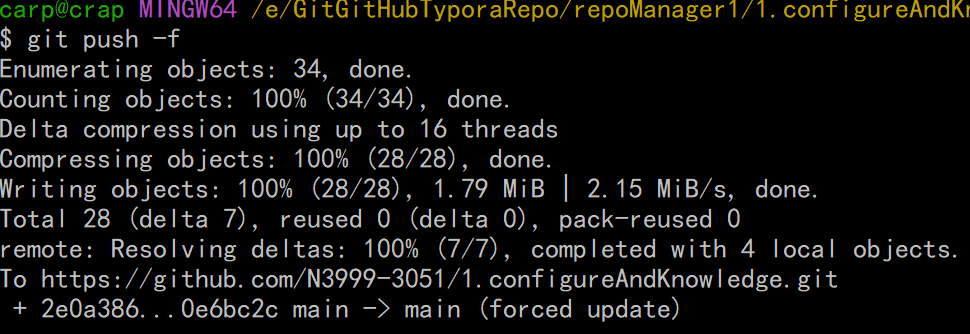 carp@crap MINGW64 /e/GitGitHubTyporaRepo/repoManager1/1.configureAndKno
$ git push -f
Enumerating objects: 34, done.
Counting objects: 100% (34/34), done.
Delta compression using up to 16 threads
Compressing objects: 100% (28/28), done.
Writing objects: 100% (28/28), 1.79 MiB | 2.15 MiB/s, done.
Total 28 (delta 7), reused 0 (delta 0), pack-reused 0
remote: Resolving deltas: 100% (7/7), completed with 4 local objects.
To https://github.com/N3999-3051/1.configureAndKnowledge.git
 + 2e0a386...0e6bc2c main -> main (forced update)